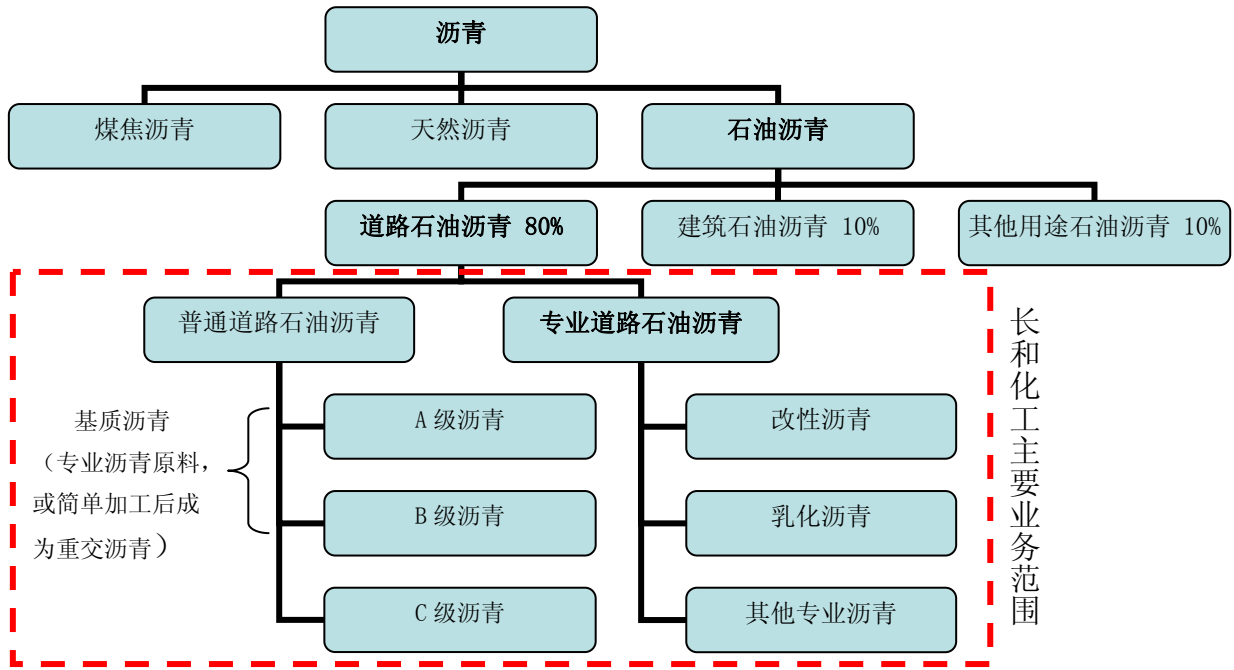 沥青
煤焦沥青
天然沥青
石油沥青
道路石油沥青 80%
建筑石油沥青 10%
其他用途石油沥青 10%
普通道路石油沥青
专业道路石油沥青
基质沥青
（专业沥青原料，
或简单加工后成
为重交沥青）
A 级沥青
B 级沥青
C 级沥青
改性沥青
乳化沥青
其他专业沥青
长和化工主要业务范围